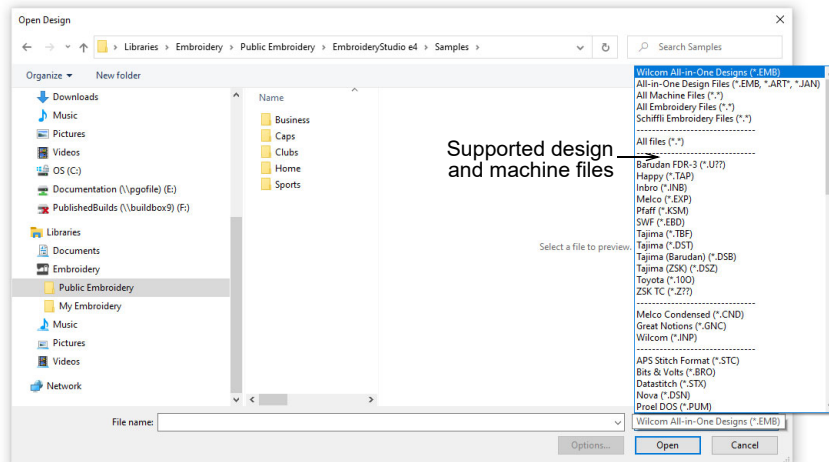 Open Design
Libraries > Embroidery > Public Embroidery > EmbroideryStudio e4 > Samples >
Search Samples
Organize
New folder
Downloads
Music
Pictures
Videos
OS (C:)
Documentation (\\pgofile) (E:)
PublishedBuilds (\\buildbox9) (F:)
Libraries
Documents
Embroidery
Public Embroidery
My Embroidery
Music
Pictures
Videos
Network
Name
Business
Caps
Clubs
Home
Sports
Select a file to preview.
Supported design
and machine files
Wilcom All-in-One Designs (*.EMB)
All-in-One Design Files (*.EMB, *.ART*, *.JAN)
All Machine Files (*.*)
All Embroidery Files (*.*)
Schiffli Embroidery Files (*.*)
All files (*.*)
Barudan FDR-3 (*.U??)
Happy (*.TAP)
Inbro (*.INB)
Melco (*.EXP)
Pfaff (*.KSM)
SWF (*.EBD)
Tajima (*.TBF)
Tajima (*.DST)
Tajima (Barudan) (*.DSB)
Tajima (ZSK) (*.DSZ)
Toyota (*.10O)
ZSK TC (*.Z??)
Melco Condensed (*.CND)
Great Notions (*.GNC)
Wilcom (*.INP)
APS Stitch Format (*.STC)
Bits & Volts (*.BRO)
Datastitch (*.STX)
Nova (*.DSN)
Proel DOS (*.PUM)
File name:
Wilcom All-in-One Designs (*.EMB)
Options...
Open
Cancel